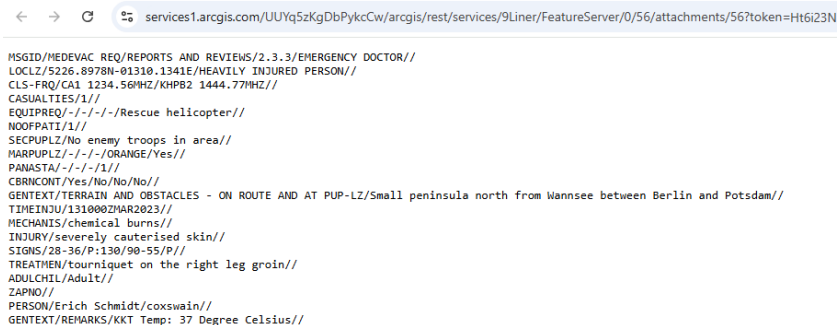 services1.arcgis.com/UUYq5zKgDbPykcCw/arcgis/rest/services/9Liner/FeatureServer/0/56/attachments/56?token=Ht6i23N
MSGID/MEDEVAC REQ/REPORTS AND REVIEWS/2.3.3/EMERGENCY DOCTOR//
LOCLZ/5226.8978N-01310.1341E/HEAVILY INJURED PERSON//
CLS-FRQ/CA1 1234.56MHZ/KHPB2 1444.77MHZ//
CASUALTIES/1//
EQUIPREQ/-/-/-/-/Rescue helicopter//
NOOFPATI/1//
SECPUPLZ/No enemy troops in area//
MARPUPLZ/-/-/-/ORANGE/Yes//
PANASTA/-/-/-/1//
CBRNCONT/Yes/No/No/No//
GENTEXT/TERRAIN AND OBSTACLES - ON ROUTE AND AT PUP-LZ/Small peninsula north from Wannsee between Berlin and Potsdam//
TIMEINJU/131000ZMAR2023//
MECHANIS/chemical burns//
INJURY/severely cauterised skin//
SIGNS/28-36/P:130/90-55/P//
TREATMEN/tourniquet on the right leg groin//
ADULCHIL/Adult//
ZAPNO//
PERSON/Erich Schmidt/coxswain//
GENTEXT/REMARKS/KKT Temp: 37 Degree Celsius//